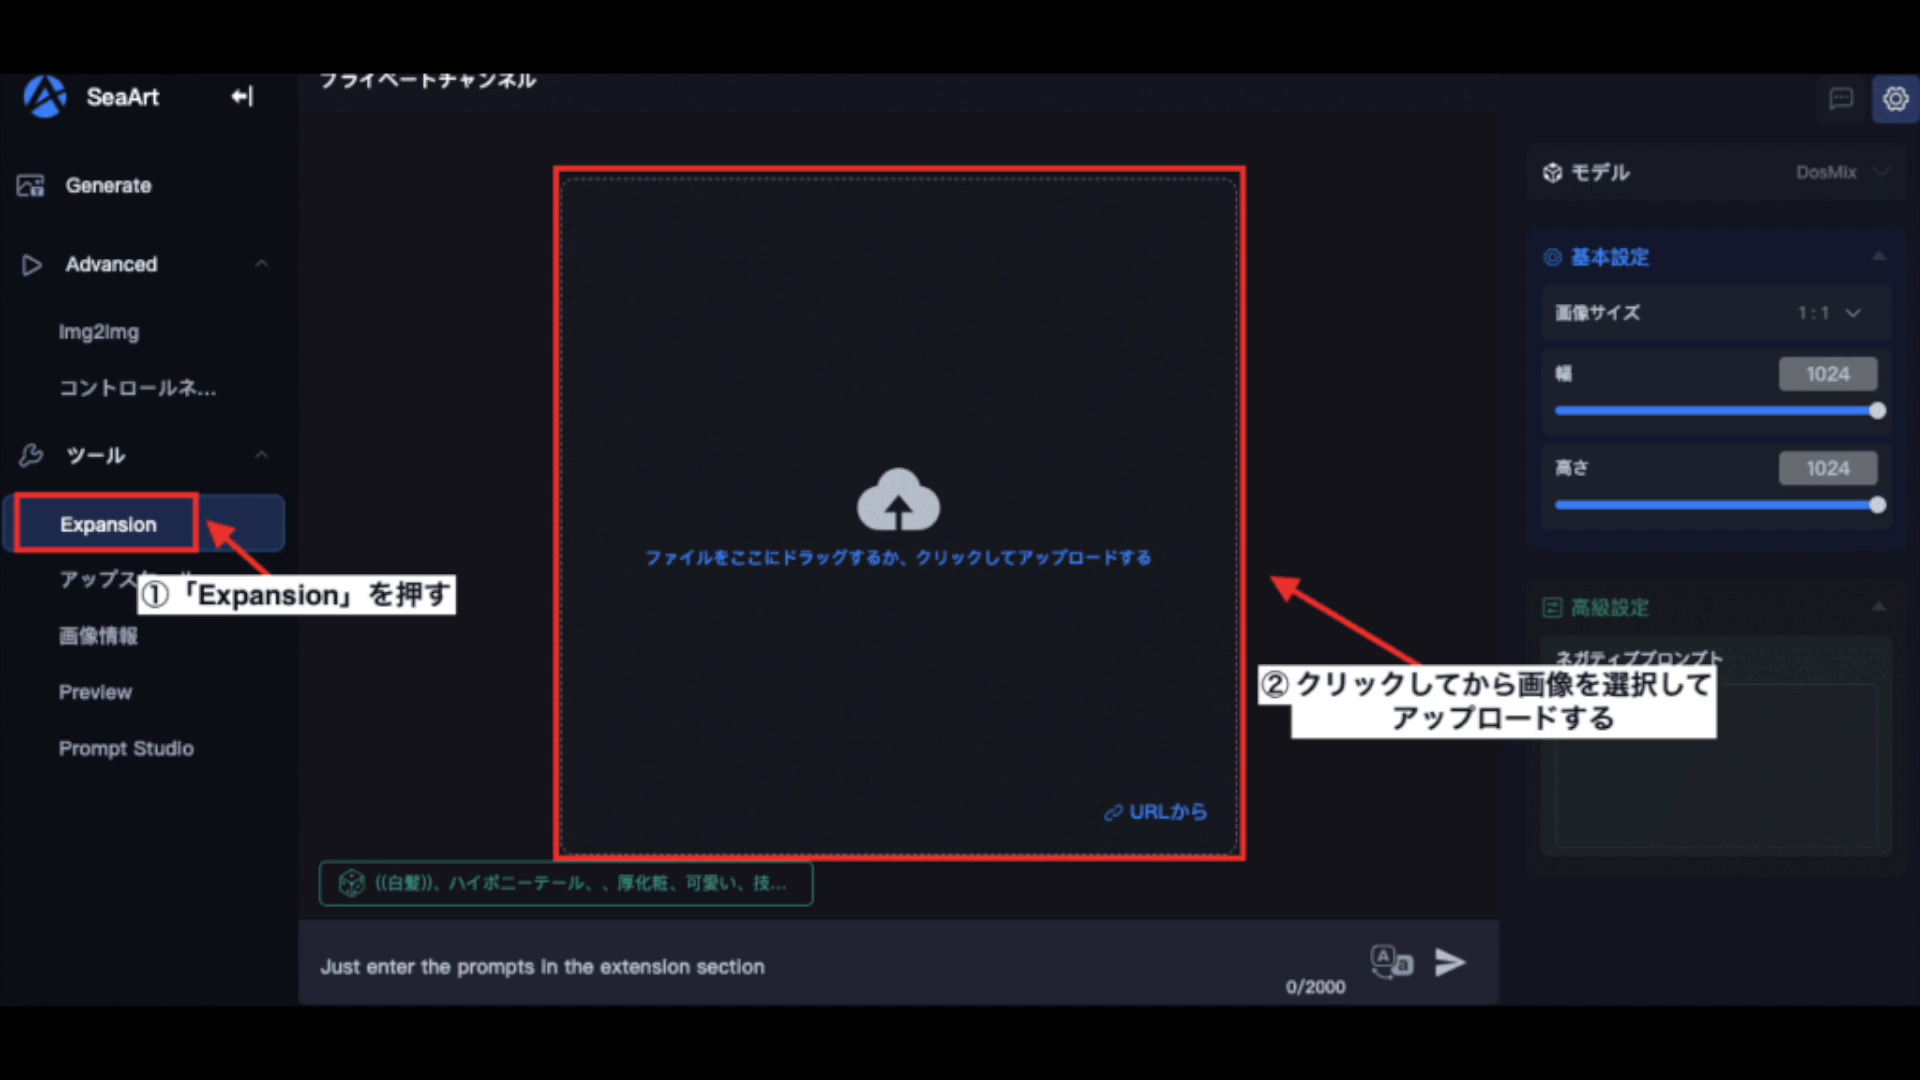 プライベートチャンネル
SeaArt
Generate
Advanced
Img2Img
コントロールネ...
ツール
Expansion
①「Expansion」を押す
画像情報
Preview
Prompt Studio
ファイルをここにドラッグするか、クリックしてアップロードする
URLから
((白髪))、ハイポニーテール、、厚化粧、可愛い、技...
Just enter the prompts in the extension section
0/2000
モデル DosMix
基本設定
画像サイズ 1:1
幅 1024
高さ 1024
高級設定
ネガティブプロンプト
② クリックしてから画像を選択して
アップロードする